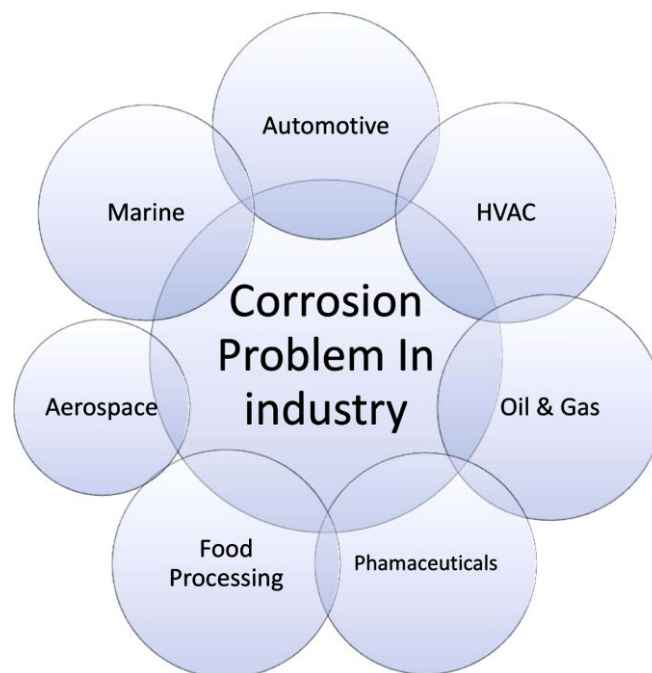 Automotive
HVAC
Oil & Gas
Phamaceuticals
Food
Processing
Aerospace
Marine
Corrosion
Problem In
industry